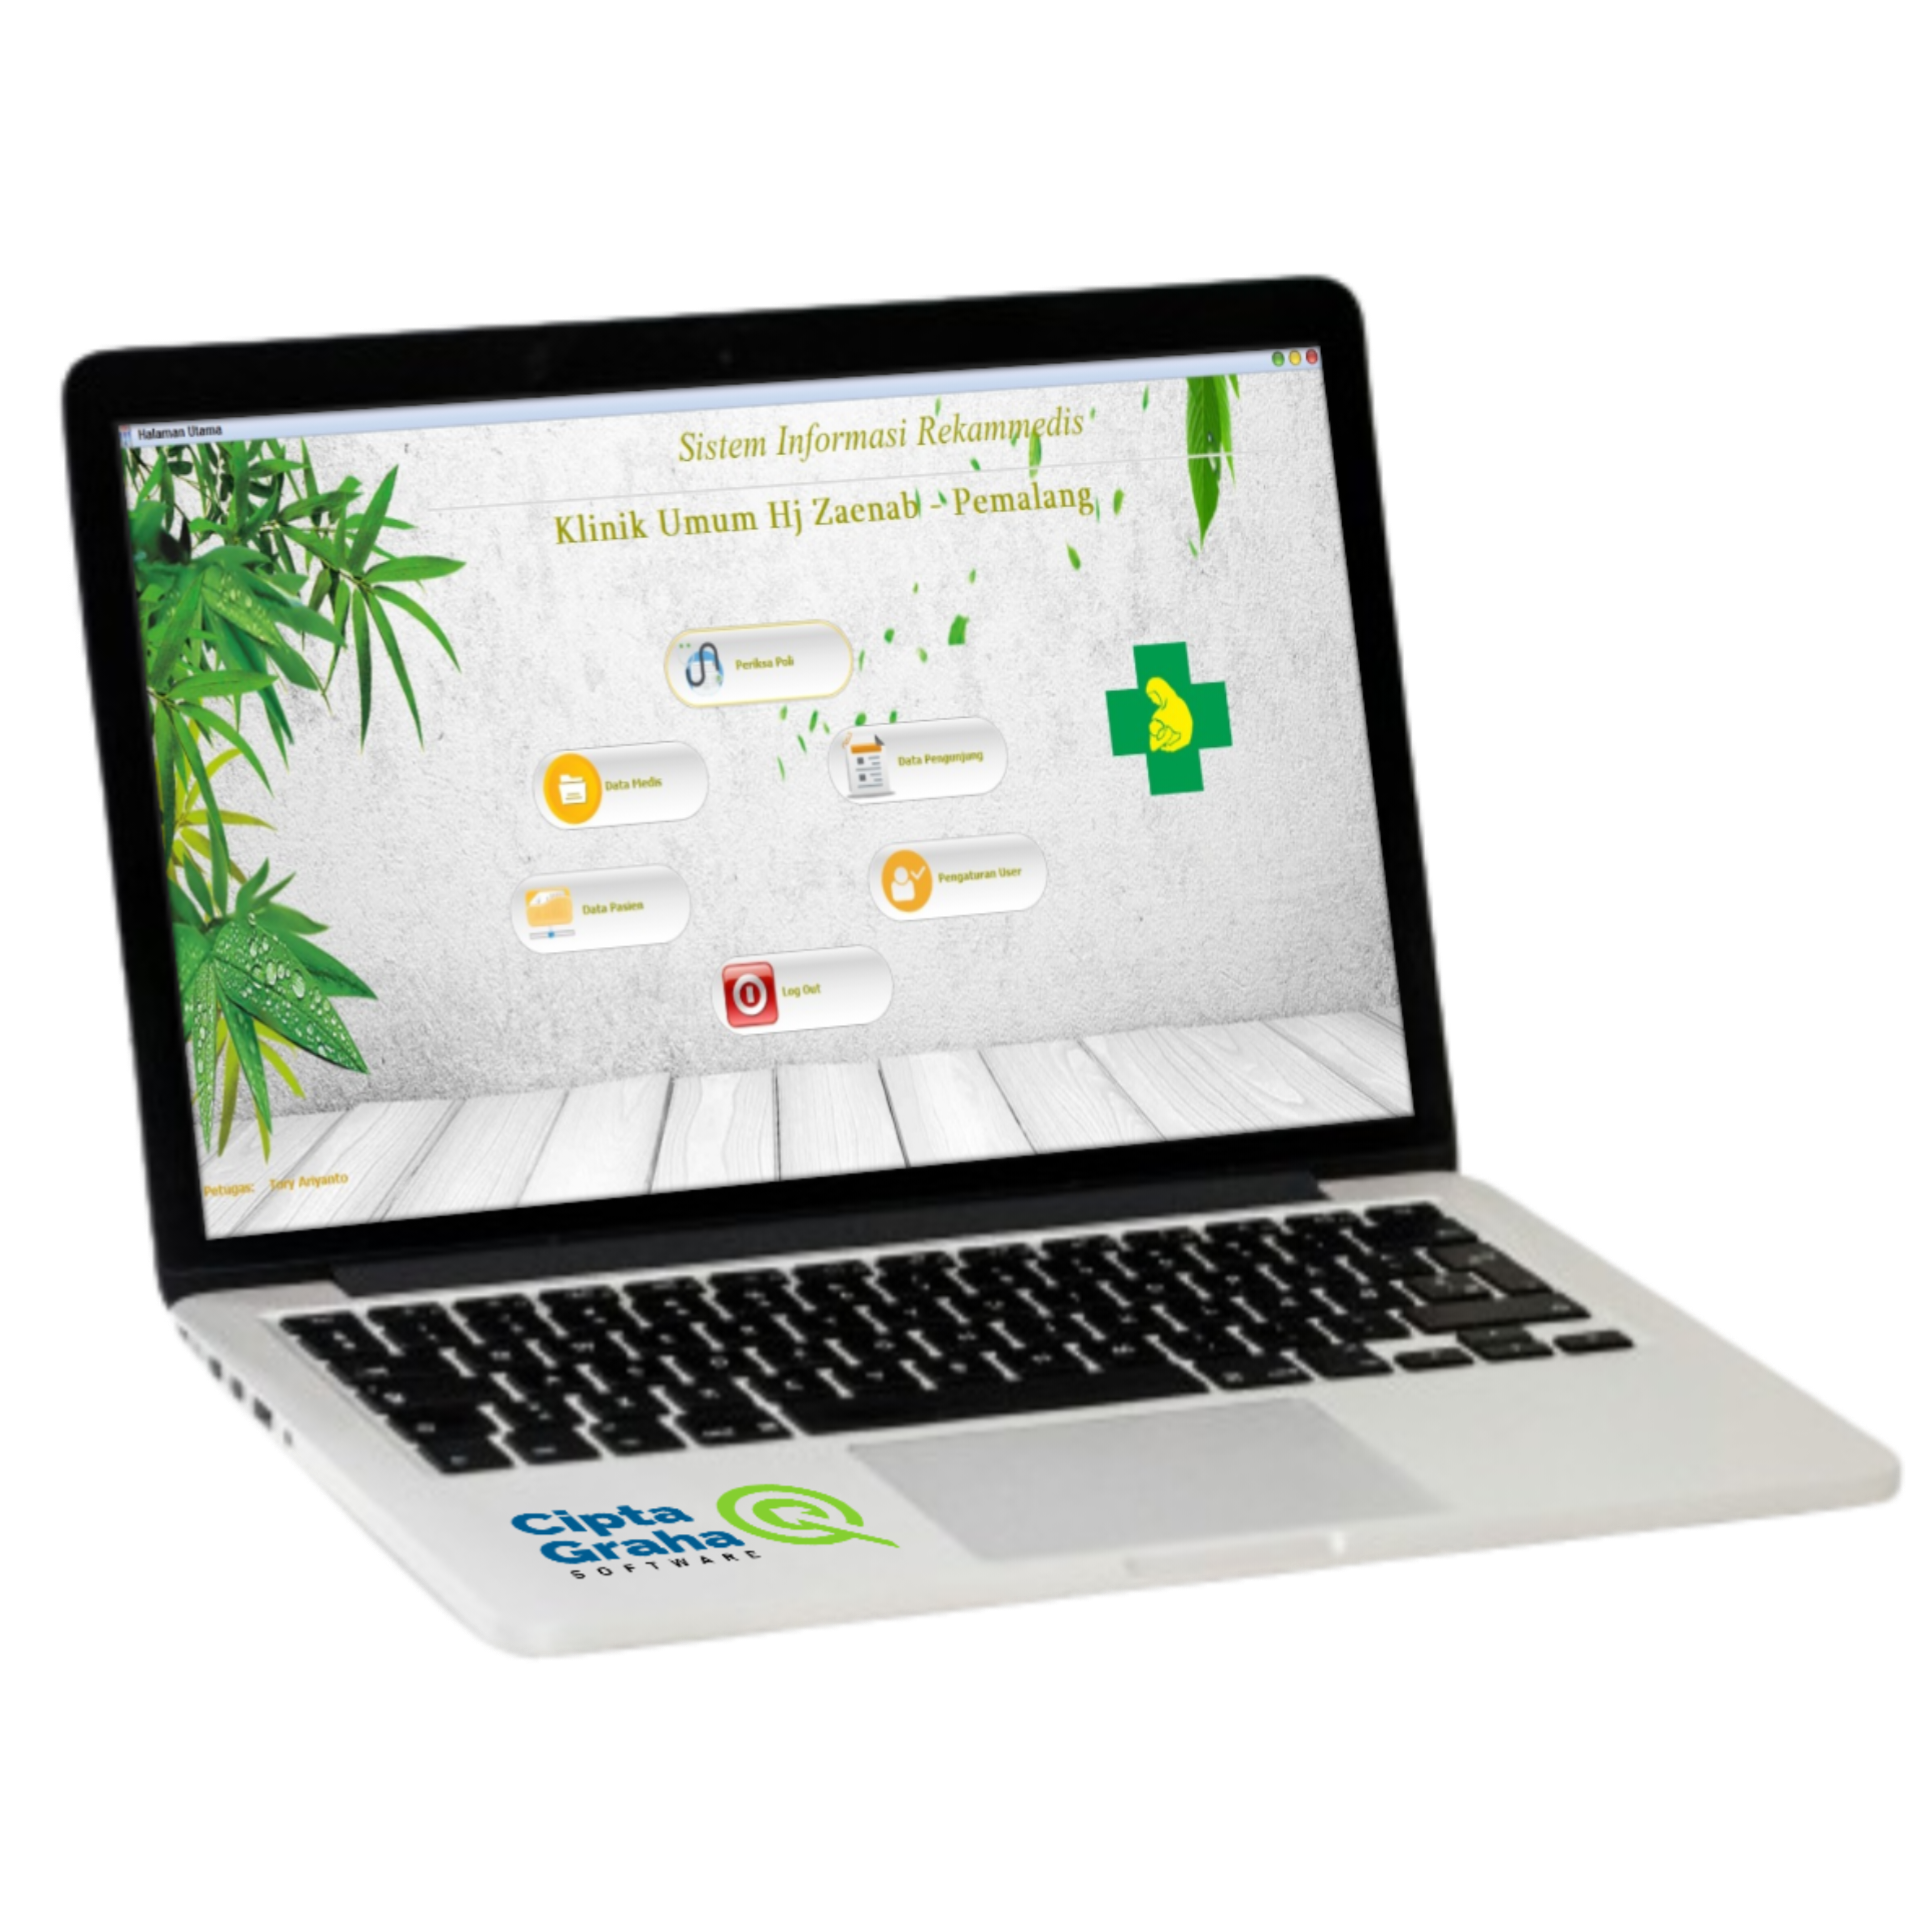 Halaman Utama
Sistem Informasi Rekammedis
Klinik Umum Hj Zaenab - Pemalang
Periksa Poli
Data Medis
Data Pengunjung
Data Pasien
Pengaturan User
Log Out
Petugas: Tory Ariyanto
Cipta
Graha
SOFTWARE